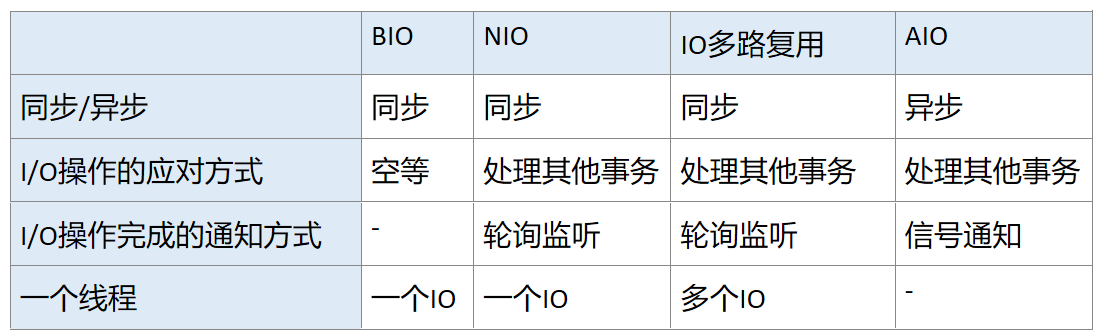 BIO NIO IO多路复用 AIO
同步/异步 同步 同步 同步 异步
I/O操作的应对方式 空等 处理其他事务 处理其他事务 处理其他事务
I/O操作完成的通知方式 - 轮询监听 轮询监听 信号通知
一个线程 一个IO 一个IO 多个IO -